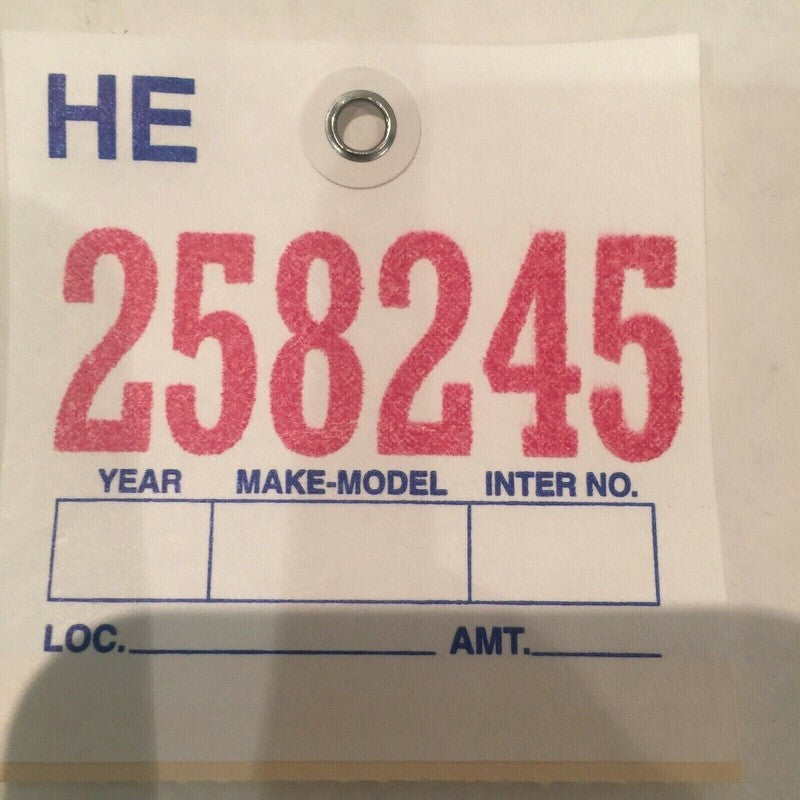 HE
258245
YEAR MAKE-MODEL INTER NO.
LOC. AMT.